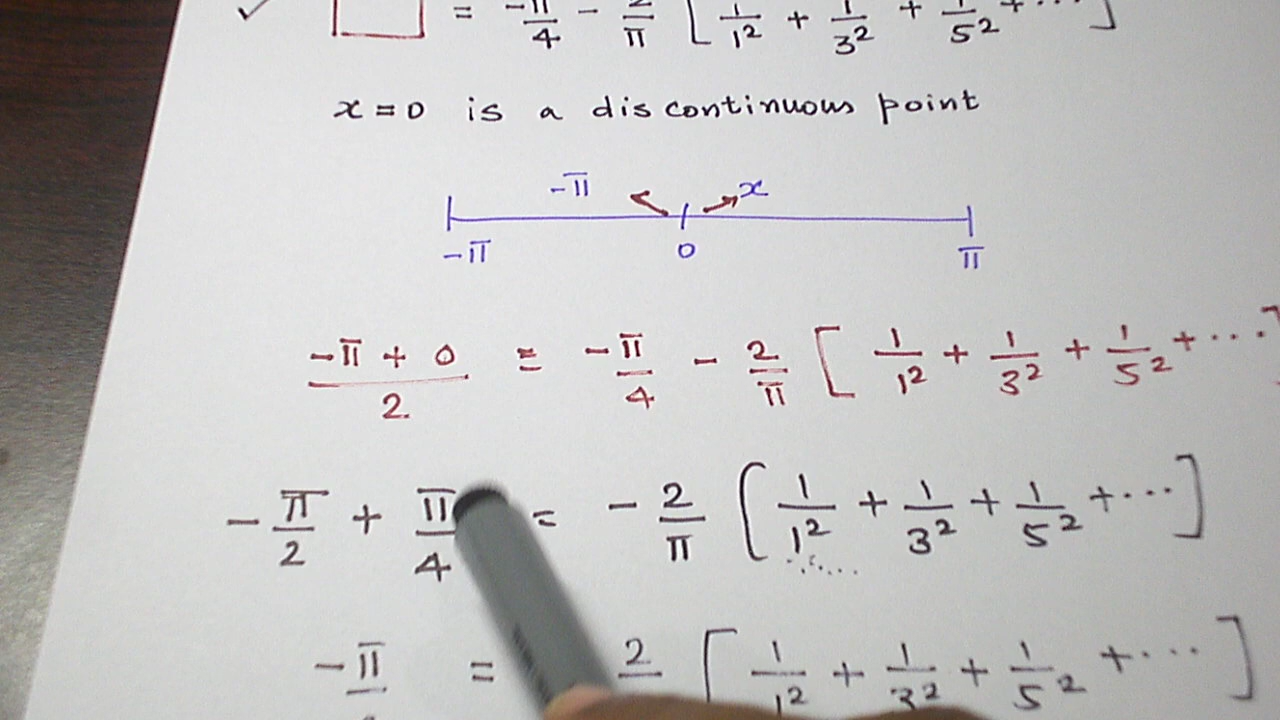 = -π/4 - 2/π [ 1/1² + 1/3² + 1/5² + ... ]
x = 0 is a discontinuous point
-π x
-π 0 π
(-π + 0)/2 = -π/4 - 2/π [ 1/1² + 1/3² + 1/5² + ... ]
-π/2 + π/4 = -2/π [ 1/1² + 1/3² + 1/5² + ... ]
-π = 2 [ 1/1² + 1/3² + 1/5² + ... ]